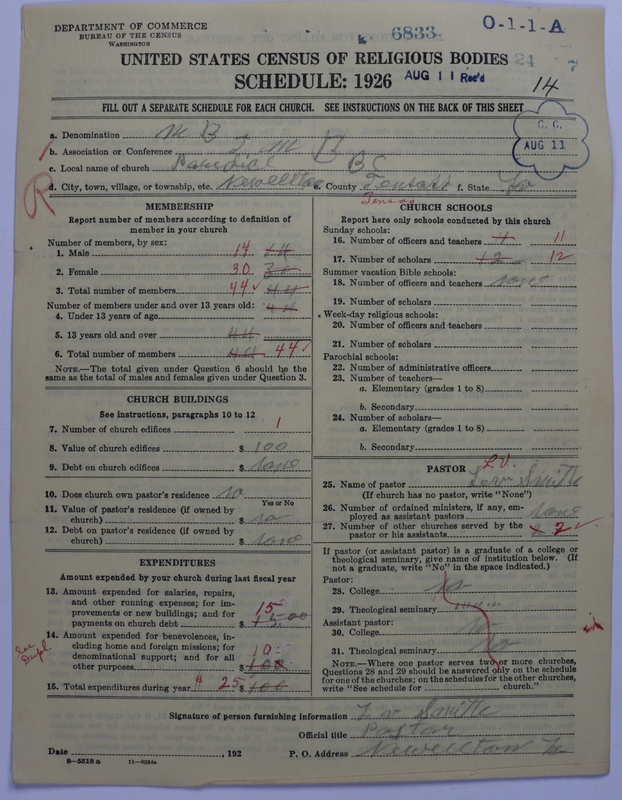 DEPARTMENT OF COMMERCE
BUREAU OF THE CENSUS
WASHINGTON
6833
O-1-1-A
UNITED STATES CENSUS OF RELIGIOUS BODIES
SCHEDULE: 1926
AUG 11 Rec'd
14
FILL OUT A SEPARATE SCHEDULE FOR EACH CHURCH. SEE INSTRUCTIONS ON THE BACK OF THIS SHEET
C. C.
AUG 11
a. Denomination M B
b. Association or Conference
c. Local name of church
d. City, town, village, or township, etc. Newellton e. County Tensas f. State La
Tensas
MEMBERSHIP
Report number of members according to definition of member in your church
Number of members, by sex:
1. Male 14 14
2. Female 30 30
3. Total number of members 44 44
Number of members under and over 13 years old: 44
4. Under 13 years of age
5. 13 years old and over 44
6. Total number of members 44 44
NOTE.—The total given under Question 6 should be the same as the total of males and females given under Question 3.
CHURCH BUILDINGS
See instructions, paragraphs 10 to 12
7. Number of church edifices 1
8. Value of church edifices $ 100
9. Debt on church edifices $ None
10. Does church own pastor's residence no
Yes or No
11. Value of pastor's residence (if owned by church) $ no
12. Debt on pastor's residence (if owned by church) $ None
EXPENDITURES
Amount expended by your church during last fiscal year
13. Amount expended for salaries, repairs, and other running expenses; for improvements or new buildings; and for payments on church debt $ 15
14. Amount expended for benevolences, including home and foreign missions; for denominational support; and for all other purposes $ 100
See Suppl
15. Total expenditures during year $ 25 $ 100
CHURCH SCHOOLS
Report here only schools conducted by this church
Sunday schools:
16. Number of officers and teachers 11
17. Number of scholars 12 12
Summer vacation Bible schools:
18. Number of officers and teachers None
19. Number of scholars
Week-day religious schools:
20. Number of officers and teachers
21. Number of scholars
Parochial schools:
22. Number of administrative officers
23. Number of teachers—
a. Elementary (grades 1 to 8)
b. Secondary
24. Number of scholars—
a. Elementary (grades 1 to 8)
b. Secondary
PASTOR
25. Name of pastor Smith
(If church has no pastor, write "None")
26. Number of ordained ministers, if any, employed as assistant pastors None
27. Number of other churches served by the pastor or his assistants 2
If pastor (or assistant pastor) is a graduate of a college or theological seminary, give name of institution below. (If not a graduate, write "No" in the space indicated.)
Pastor:
28. College no
29. Theological seminary
Assistant pastor:
30. College no
31. Theological seminary no
NOTE.—Where one pastor serves two or more churches, Questions 28 and 29 should be answered only on the schedule for one of the churches; on the schedules for the other churches, write "See schedule for church."
Signature of person furnishing information Smith
Official title Pastor
Date , 192
P. O. Address Newellton La
8—5518 a 11—8054a